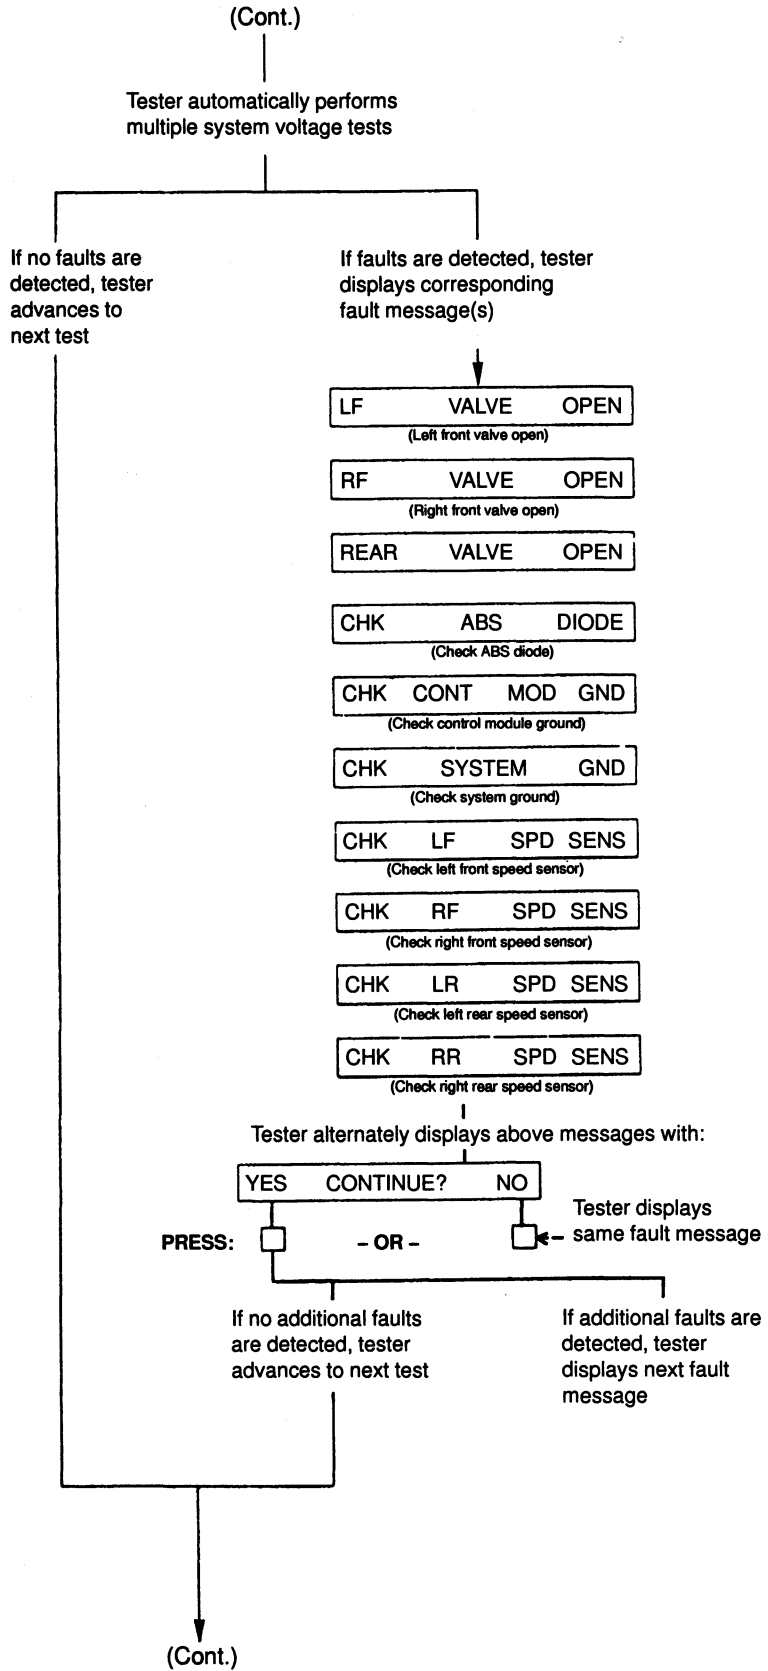 (Cont.)
Tester automatically performs
multiple system voltage tests
If no faults are
detected, tester
advances to
next test
If faults are detected, tester
displays corresponding
fault message(s)
LF VALVE OPEN
(Left front valve open)
RF VALVE OPEN
(Right front valve open)
REAR VALVE OPEN
CHK ABS DIODE
(Check ABS diode)
CHK CONT MOD GND
(Check control module ground)
CHK SYSTEM GND
(Check system ground)
CHK LF SPD SENS
(Check left front speed sensor)
CHK RF SPD SENS
(Check right front speed sensor)
CHK LR SPD SENS
(Check left rear speed sensor)
CHK RR SPD SENS
(Check right rear speed sensor)
Tester alternately displays above messages with:
YES CONTINUE? NO
PRESS: – OR –
Tester displays
same fault message
If no additional faults
are detected, tester
advances to next test
If additional faults are
detected, tester
displays next fault
message
(Cont.)